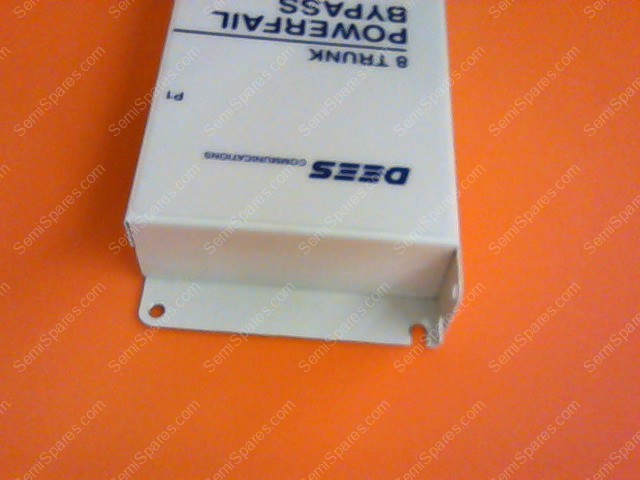 DEES
COMMUNICATIONS
P1
8 TRUNK
POWERFAIL
BYPASS
SemiSpares.com